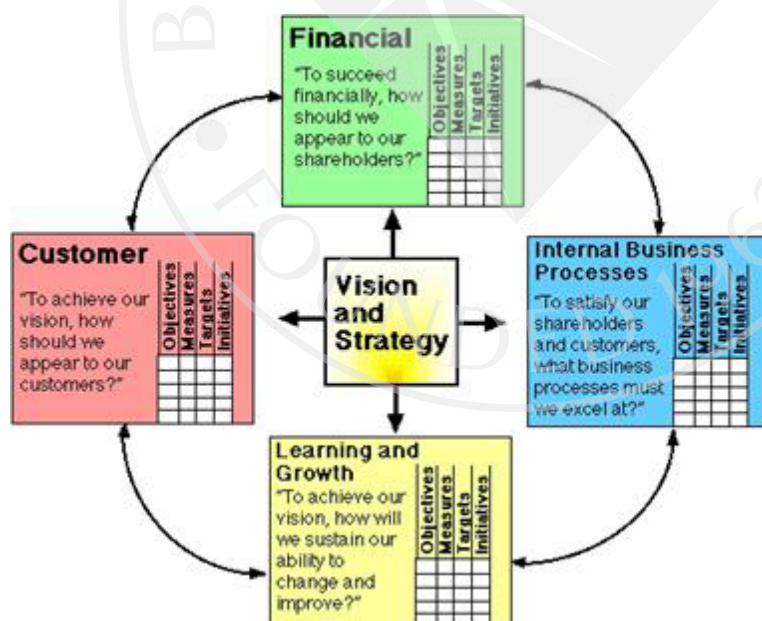 Financial
"To succeed
financially, how
should we
appear to our
shareholders?"
Objectives
Measures
Targets
Initiatives
Customer
"To achieve our
vision, how
should we
appear to our
customers?"
Objectives
Measures
Targets
Initiatives
Vision
and
Strategy
Internal Business
Processes
"To satisfy our
shareholders
and customers,
what business
processes must
we excel at?"
Objectives
Measures
Targets
Initiatives
Learning and
Growth
"To achieve our
vision, how will
we sustain our
ability to
change and
improve?"
Objectives
Measures
Targets
Initiatives